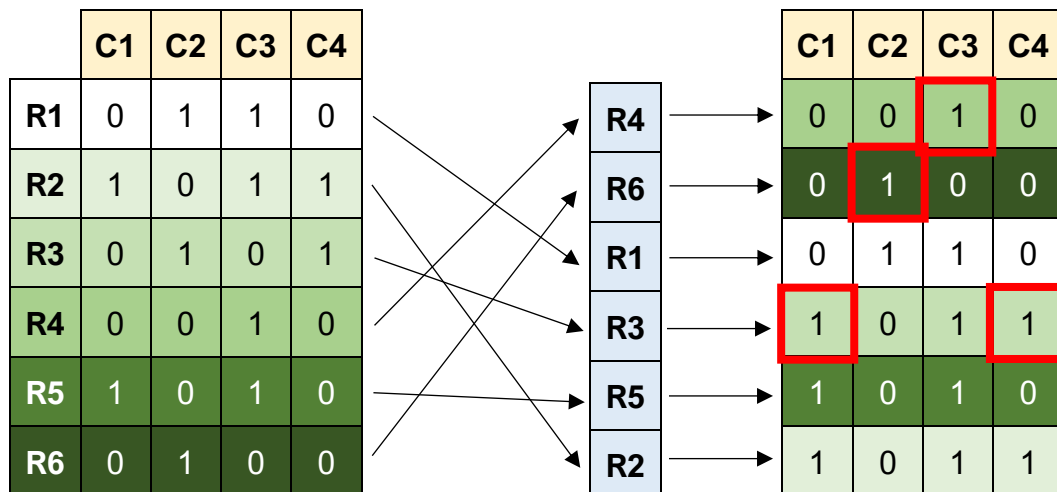 C1 C2 C3 C4
R1 0 1 1 0
R2 1 0 1 1
R3 0 1 0 1
R4 0 0 1 0
R5 1 0 1 0
R6 0 1 0 0
R4
R6
R1
R3
R5
R2
C1 C2 C3 C4
0 0 1 0
0 1 0 0
0 1 1 0
1 0 1 1
1 0 1 0
1 0 1 1